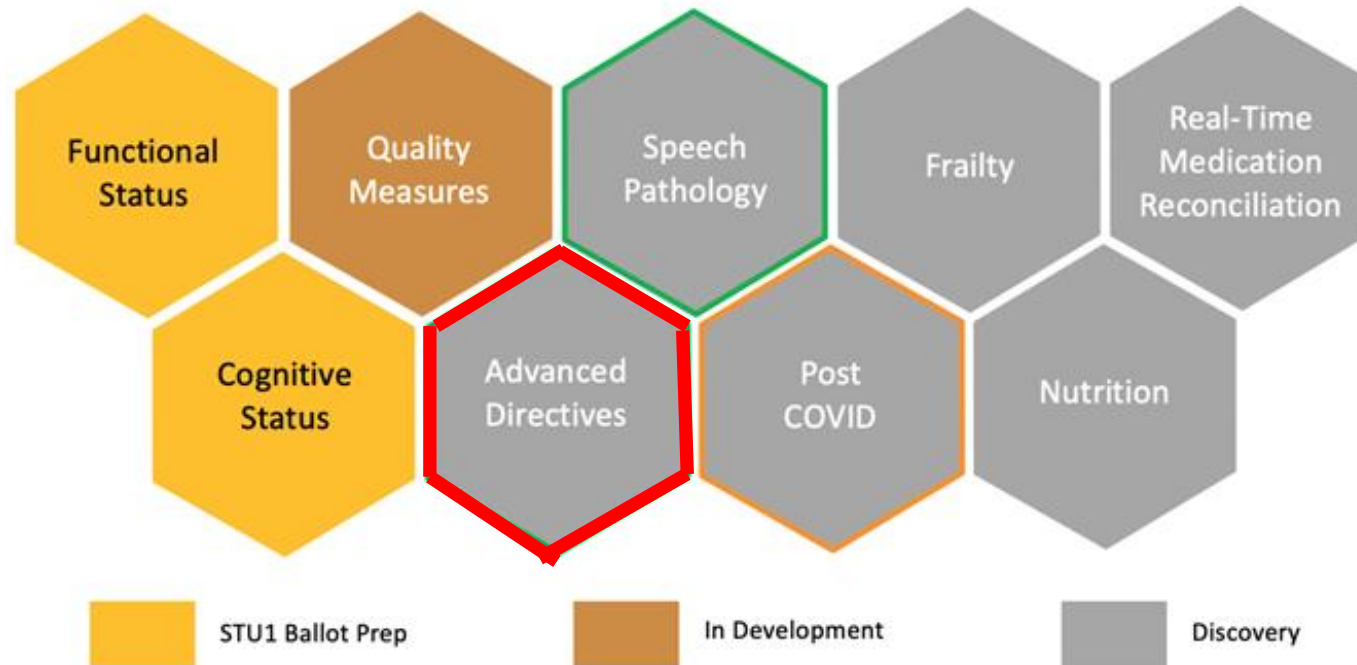 Functional
Status
Quality
Measures
Speech
Pathology
Frailty
Real-Time
Medication
Reconciliation
Cognitive
Status
Advanced
Directives
Post
COVID
Nutrition
STU1 Ballot Prep
In Development
Discovery